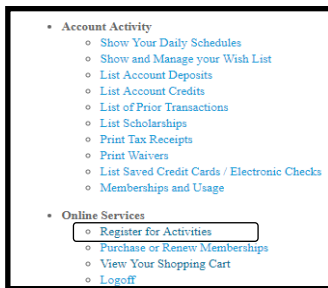 Account Activity
Show Your Daily Schedules
Show and Manage your Wish List
List Account Deposits
List Account Credits
List of Prior Transactions
List Scholarships
Print Tax Receipts
Print Waivers
List Saved Credit Cards / Electronic Checks
Memberships and Usage
Online Services
Register for Activities
Purchase or Renew Memberships
View Your Shopping Cart
Logoff